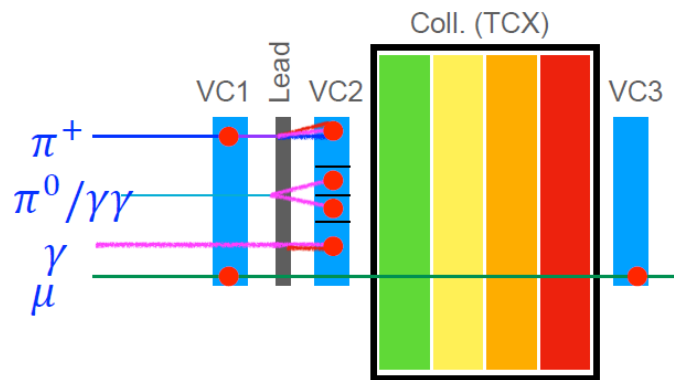 Coll. (TCX)
VC1
Lead
VC2
VC3
π⁺
π⁰/γγ
γ
μ